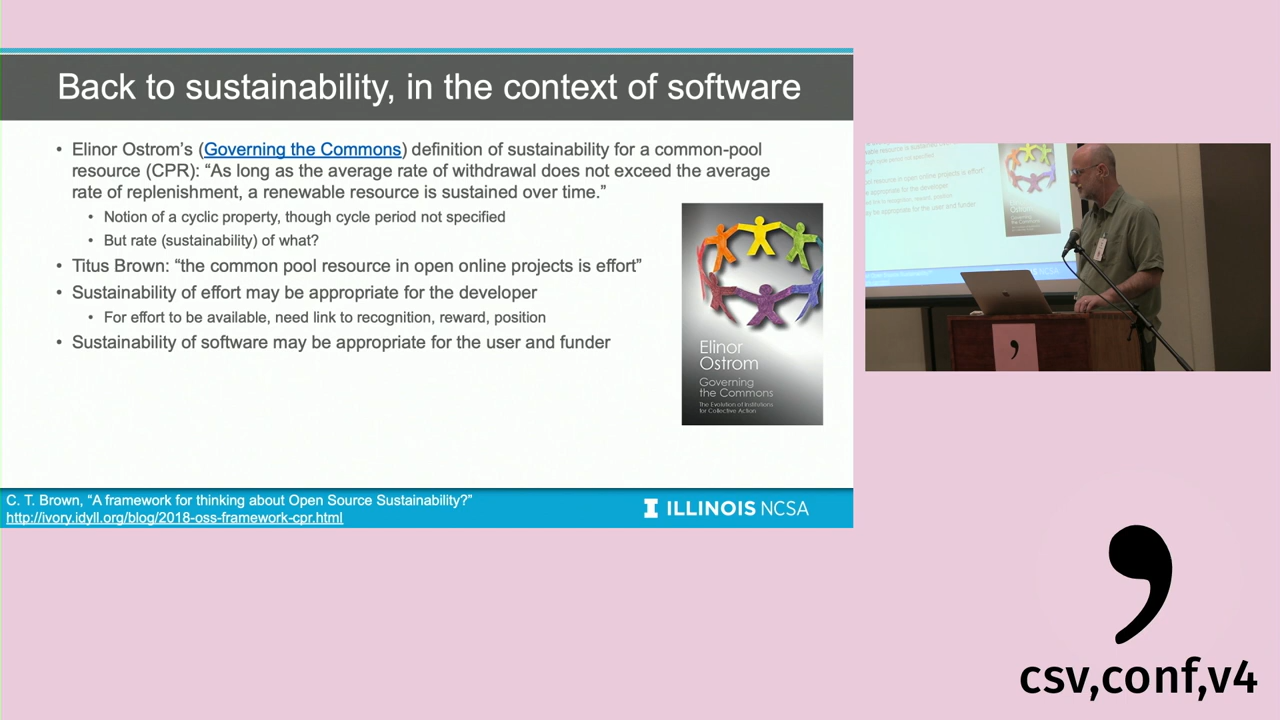 Back to sustainability, in the context of software
• Elinor Ostrom's (Governing the Commons) definition of sustainability for a common-pool
resource (CPR): “As long as the average rate of withdrawal does not exceed the average
rate of replenishment, a renewable resource is sustained over time.”
• Notion of a cyclic property, though cycle period not specified
• But rate (sustainability) of what?
• Titus Brown: “the common pool resource in open online projects is effort”
• Sustainability of effort may be appropriate for the developer
• For effort to be available, need link to recognition, reward, position
• Sustainability of software may be appropriate for the user and funder
Elinor
Ostrom
Governing
the Commons
The Evolution of Institutions
for Collective Action
C. T. Brown, “A framework for thinking about Open Source Sustainability?”
http://ivory.idyll.org/blog/2018-oss-framework-cpr.html
ILLINOIS NCSA
csv,conf,v4